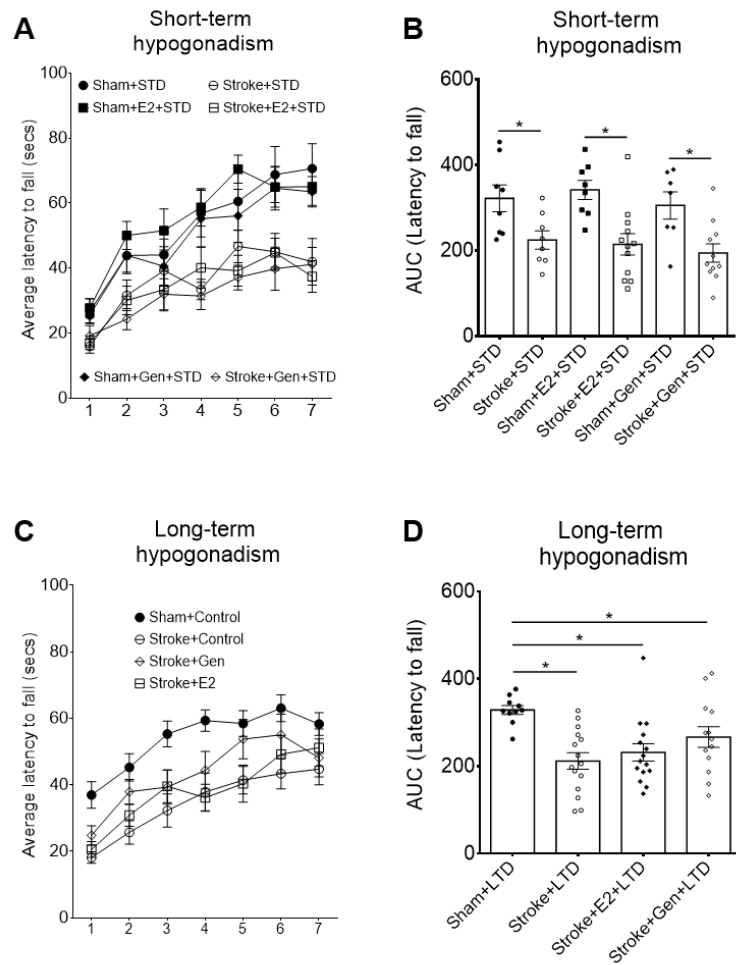 A
Short-term
hypogonadism
Sham+STD
Stroke+STD
Sham+E2+STD
Stroke+E2+STD
Average latency to fall (secs)
100
80
60
40
20
0
Sham+Gen+STD
Stroke+Gen+STD
1 2 3 4 5 6 7
B
Short-term
hypogonadism
AUC (Latency to fall)
600
400
200
0
* * *
Sham+STD
Stroke+STD
Sham+E2+STD
Stroke+E2+STD
Sham+Gen+STD
Stroke+Gen+STD
C
Long-term
hypogonadism
Average latency to fall (secs)
100
80
60
40
20
0
Sham+Control
Stroke+Control
Stroke+Gen
Stroke+E2
1 2 3 4 5 6 7
D
Long-term
hypogonadism
AUC (Latency to fall)
600
400
200
0
*
*
*
Sham+LTD
Stroke+LTD
Stroke+E2+LTD
Stroke+Gen+LTD